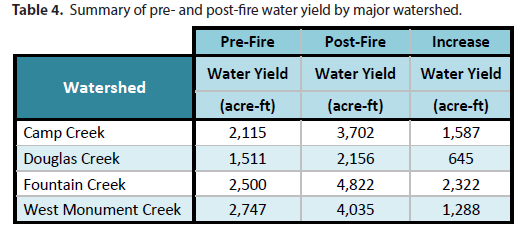 Table 4. Summary of pre- and post-fire water yield by major watershed.
Pre-Fire Post-Fire Increase
Watershed Water Yield Water Yield Water Yield
(acre-ft) (acre-ft) (acre-ft)
Camp Creek 2,115 3,702 1,587
Douglas Creek 1,511 2,156 645
Fountain Creek 2,500 4,822 2,322
West Monument Creek 2,747 4,035 1,288